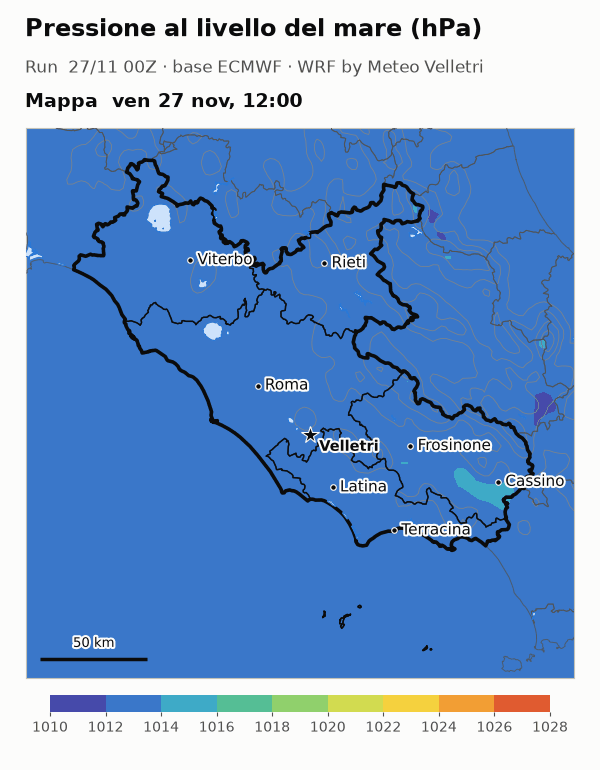 Pressione al livello del mare (hPa)
Run  27/11 00Z · base ECMWF · WRF by Meteo Velletri
Mappa  ven 27 nov, 12:00
Viterbo
Rieti
Roma
Velletri
Frosinone
Latina
Cassino
Terracina
50 km
1010 1012 1014 1016 1018 1020 1022 1024 1026 1028